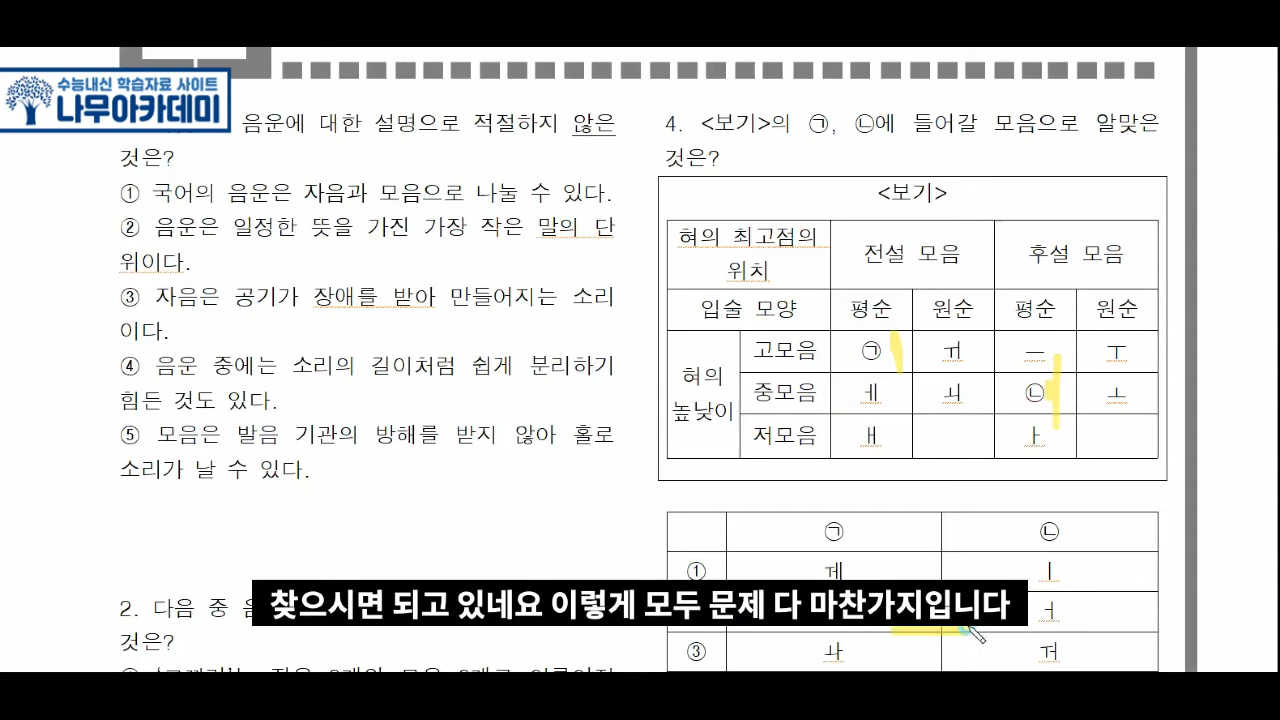 수능내신 학습자료 사이트
나무아카데미
음운에 대한 설명으로 적절하지 않은
것은?
① 국어의 음운은 자음과 모음으로 나눌 수 있다.
② 음운은 일정한 뜻을 가진 가장 작은 말의 단
위이다.
③ 자음은 공기가 장애를 받아 만들어지는 소리
이다.
④ 음운 중에는 소리의 길이처럼 쉽게 분리하기
힘든 것도 있다.
⑤ 모음은 발음 기관의 방해를 받지 않아 홀로
소리가 날 수 있다.
2. 다음 중 음
것은?
4. <보기>의 ㉠, ㉡에 들어갈 모음으로 알맞은
것은?
<보기>
혀의 최고점의 위치 전설 모음 후설 모음
입술 모양 평순 원순 평순 원순
혀의 높낮이
고모음 ㉠ ㅟ ㅡ ㅜ
중모음 ㅔ ㅚ ㉡ ㅗ
저모음 ㅐ ㅏ
㉠ ㉡
① ㅖ ㅣ
ㅓ
③ ㅘ ㅝ
찾으시면 되고 있네요 이렇게 모두 문제 다 마찬가지입니다